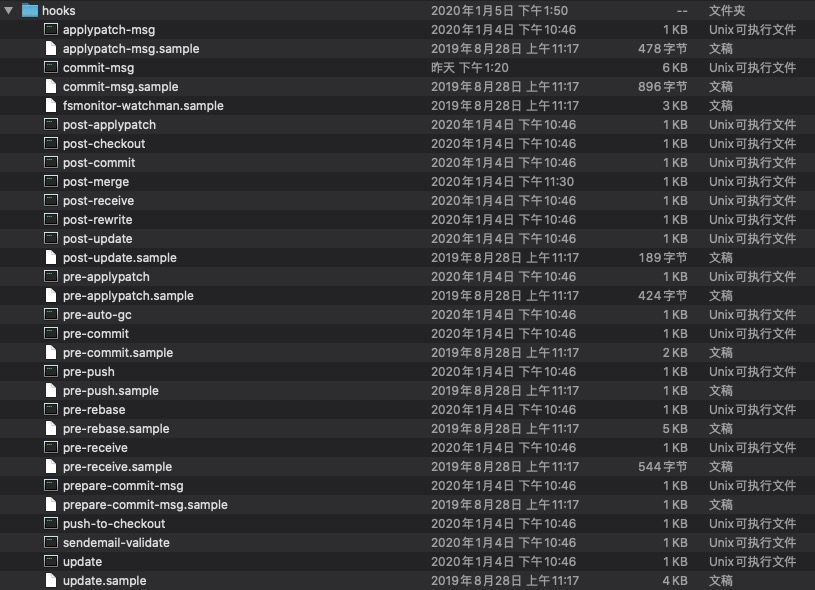 hooks 2020年1月5日 下午1:50 -- 文件夹
applypatch-msg 2020年1月4日 下午10:46 1 KB Unix可执行文件
applypatch-msg.sample 2019年8月28日 上午11:17 478字节 文稿
commit-msg 昨天 下午1:20 6 KB Unix可执行文件
commit-msg.sample 2019年8月28日 上午11:17 896字节 文稿
fsmonitor-watchman.sample 2019年8月28日 上午11:17 3 KB 文稿
post-applypatch 2020年1月4日 下午10:46 1 KB Unix可执行文件
post-checkout 2020年1月4日 下午10:46 1 KB Unix可执行文件
post-commit 2020年1月4日 下午10:46 1 KB Unix可执行文件
post-merge 2020年1月4日 下午11:30 1 KB Unix可执行文件
post-receive 2020年1月4日 下午10:46 1 KB Unix可执行文件
post-rewrite 2020年1月4日 下午10:46 1 KB Unix可执行文件
post-update 2020年1月4日 下午10:46 1 KB Unix可执行文件
post-update.sample 2019年8月28日 上午11:17 189字节 文稿
pre-applypatch 2020年1月4日 下午10:46 1 KB Unix可执行文件
pre-applypatch.sample 2019年8月28日 上午11:17 424字节 文稿
pre-auto-gc 2020年1月4日 下午10:46 1 KB Unix可执行文件
pre-commit 2020年1月4日 下午10:46 1 KB Unix可执行文件
pre-commit.sample 2019年8月28日 上午11:17 2 KB 文稿
pre-push 2020年1月4日 下午10:46 1 KB Unix可执行文件
pre-push.sample 2019年8月28日 上午11:17 1 KB 文稿
pre-rebase 2020年1月4日 下午10:46 1 KB Unix可执行文件
pre-rebase.sample 2019年8月28日 上午11:17 5 KB 文稿
pre-receive 2020年1月4日 下午10:46 1 KB Unix可执行文件
pre-receive.sample 2019年8月28日 上午11:17 544字节 文稿
prepare-commit-msg 2020年1月4日 下午10:46 1 KB Unix可执行文件
prepare-commit-msg.sample 2019年8月28日 上午11:17 1 KB 文稿
push-to-checkout 2020年1月4日 下午10:46 1 KB Unix可执行文件
sendemail-validate 2020年1月4日 下午10:46 1 KB Unix可执行文件
update 2020年1月4日 下午10:46 1 KB Unix可执行文件
update.sample 2019年8月28日 上午11:17 4 KB 文稿